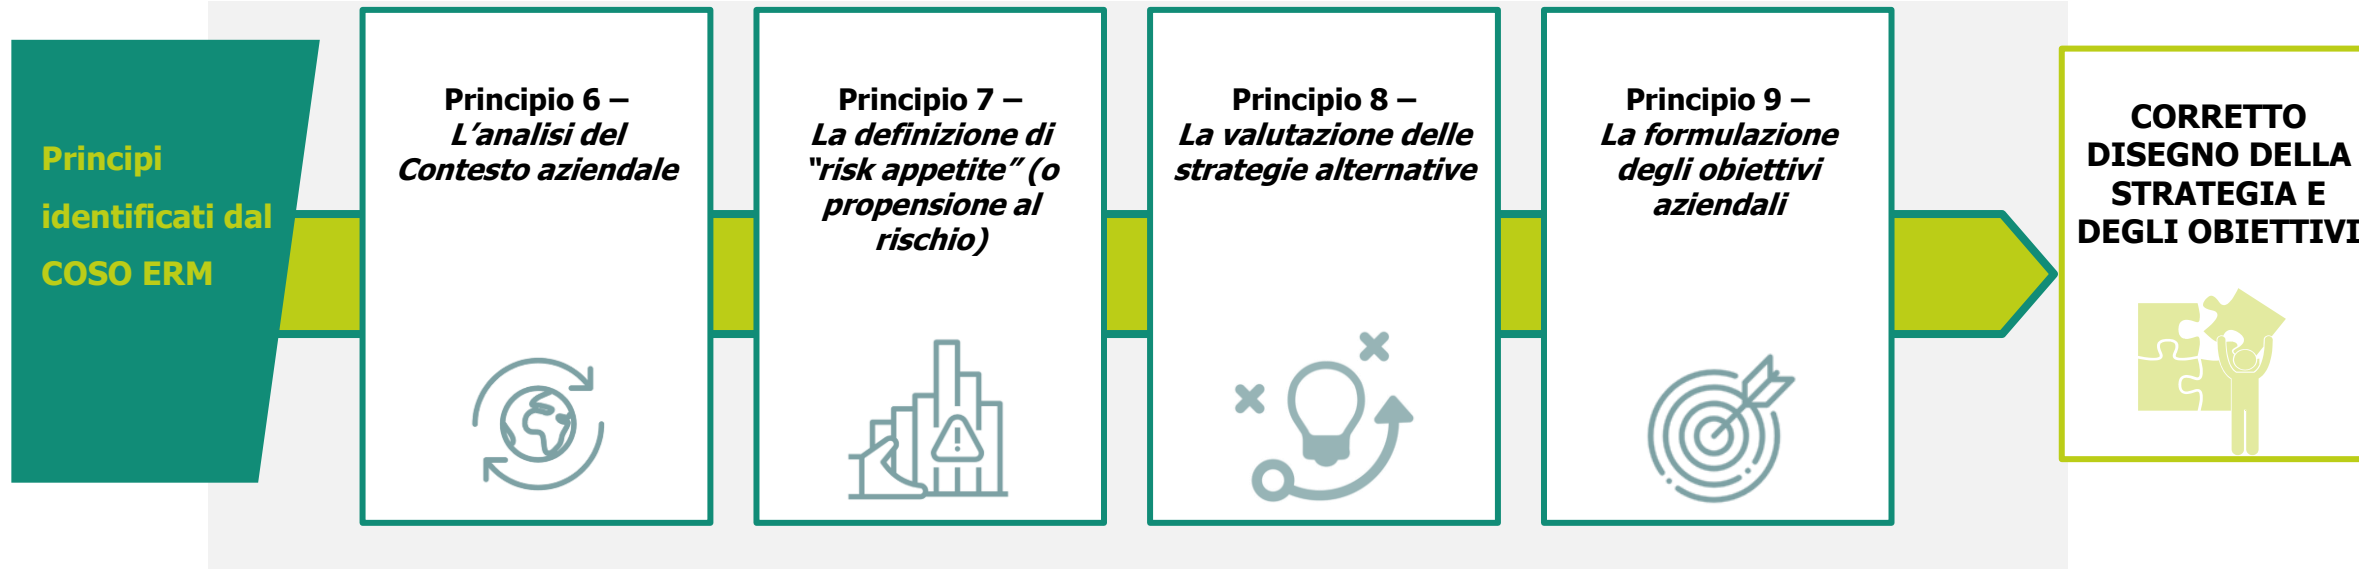 Principi
identificati dal
COSO ERM
Principio 6 –
L’analisi del
Contesto aziendale
Principio 7 –
La definizione di
“risk appetite” (o
propensione al
rischio)
Principio 8 –
La valutazione delle
strategie alternative
Principio 9 –
La formulazione
degli obiettivi
aziendali
CORRETTO
DISEGNO DELLA
STRATEGIA E
DEGLI OBIETTIVI